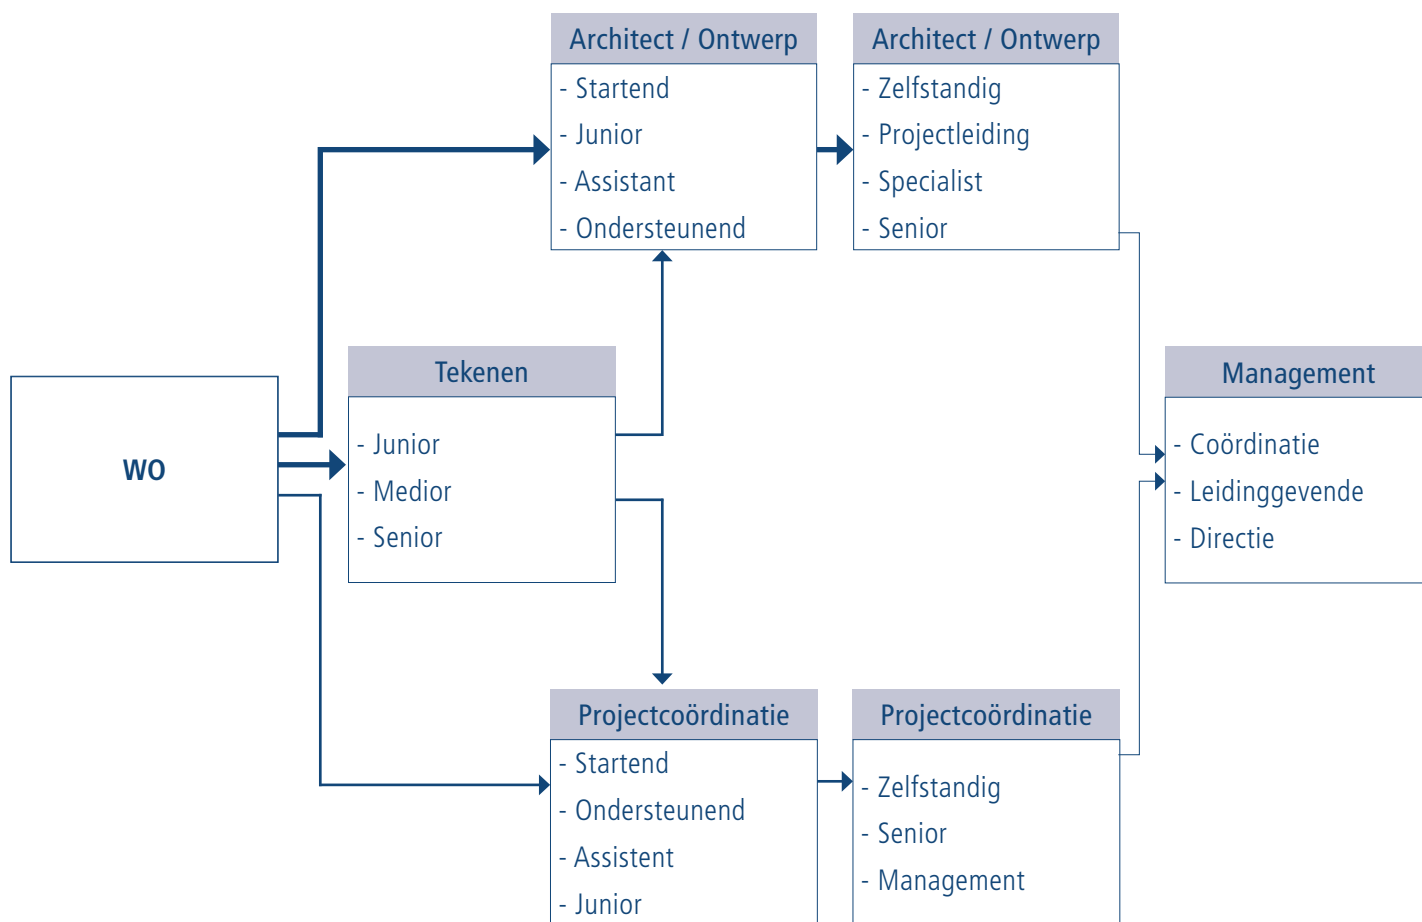 Architect / Ontwerp
- Startend
- Junior
- Assistant
- Ondersteunend
Architect / Ontwerp
- Zelfstandig
- Projectleiding
- Specialist
- Senior
WO
Tekenen
- Junior
- Medior
- Senior
Management
- Coördinatie
- Leidinggevende
- Directie
Projectcoördinatie
- Startend
- Ondersteunend
- Assistent
- Junior
Projectcoördinatie
- Zelfstandig
- Senior
- Management